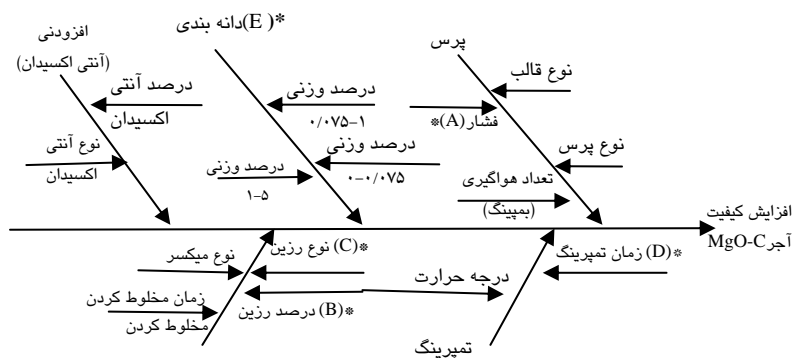 افزودنی
(آنتی اکسیدان)
دانه بندی(E )*
پرس
نوع قالب
درصد آنتی
اکسیدان
درصد وزنی
۰/۰۷۵-۱
فشار(A)*
نوع آنتی
اکسیدان
درصد وزنی
۰-۰/۰۷۵
نوع پرس
درصد وزنی
۱-۵
تعداد هواگیری
(بمپینگ)
افزایش کیفیت
آجرMgO-C
نوع میکسر
*(C) نوع رزین
*(D) زمان تمپرینگ
درجه حرارت
زمان مخلوط کردن
مخلوط کردن
*(B) درصد رزین
تمپرینگ